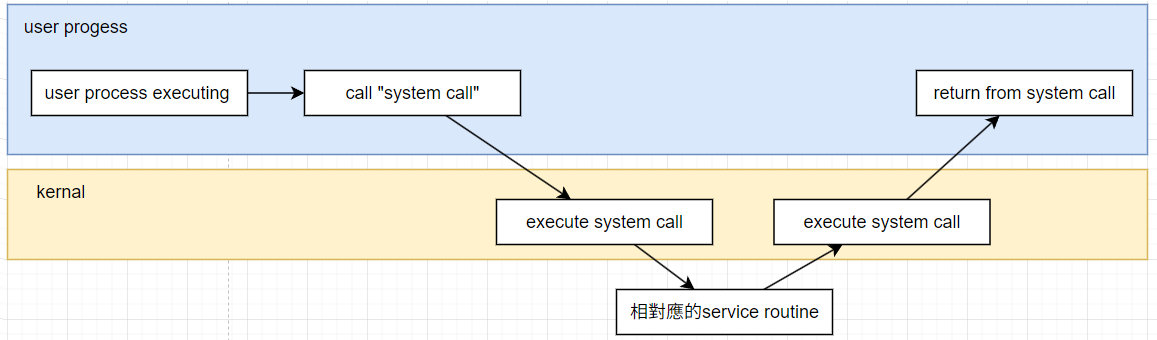 user progess
user process executing
call "system call"
return from system call
kernal
execute system call
execute system call
相對應的service routine